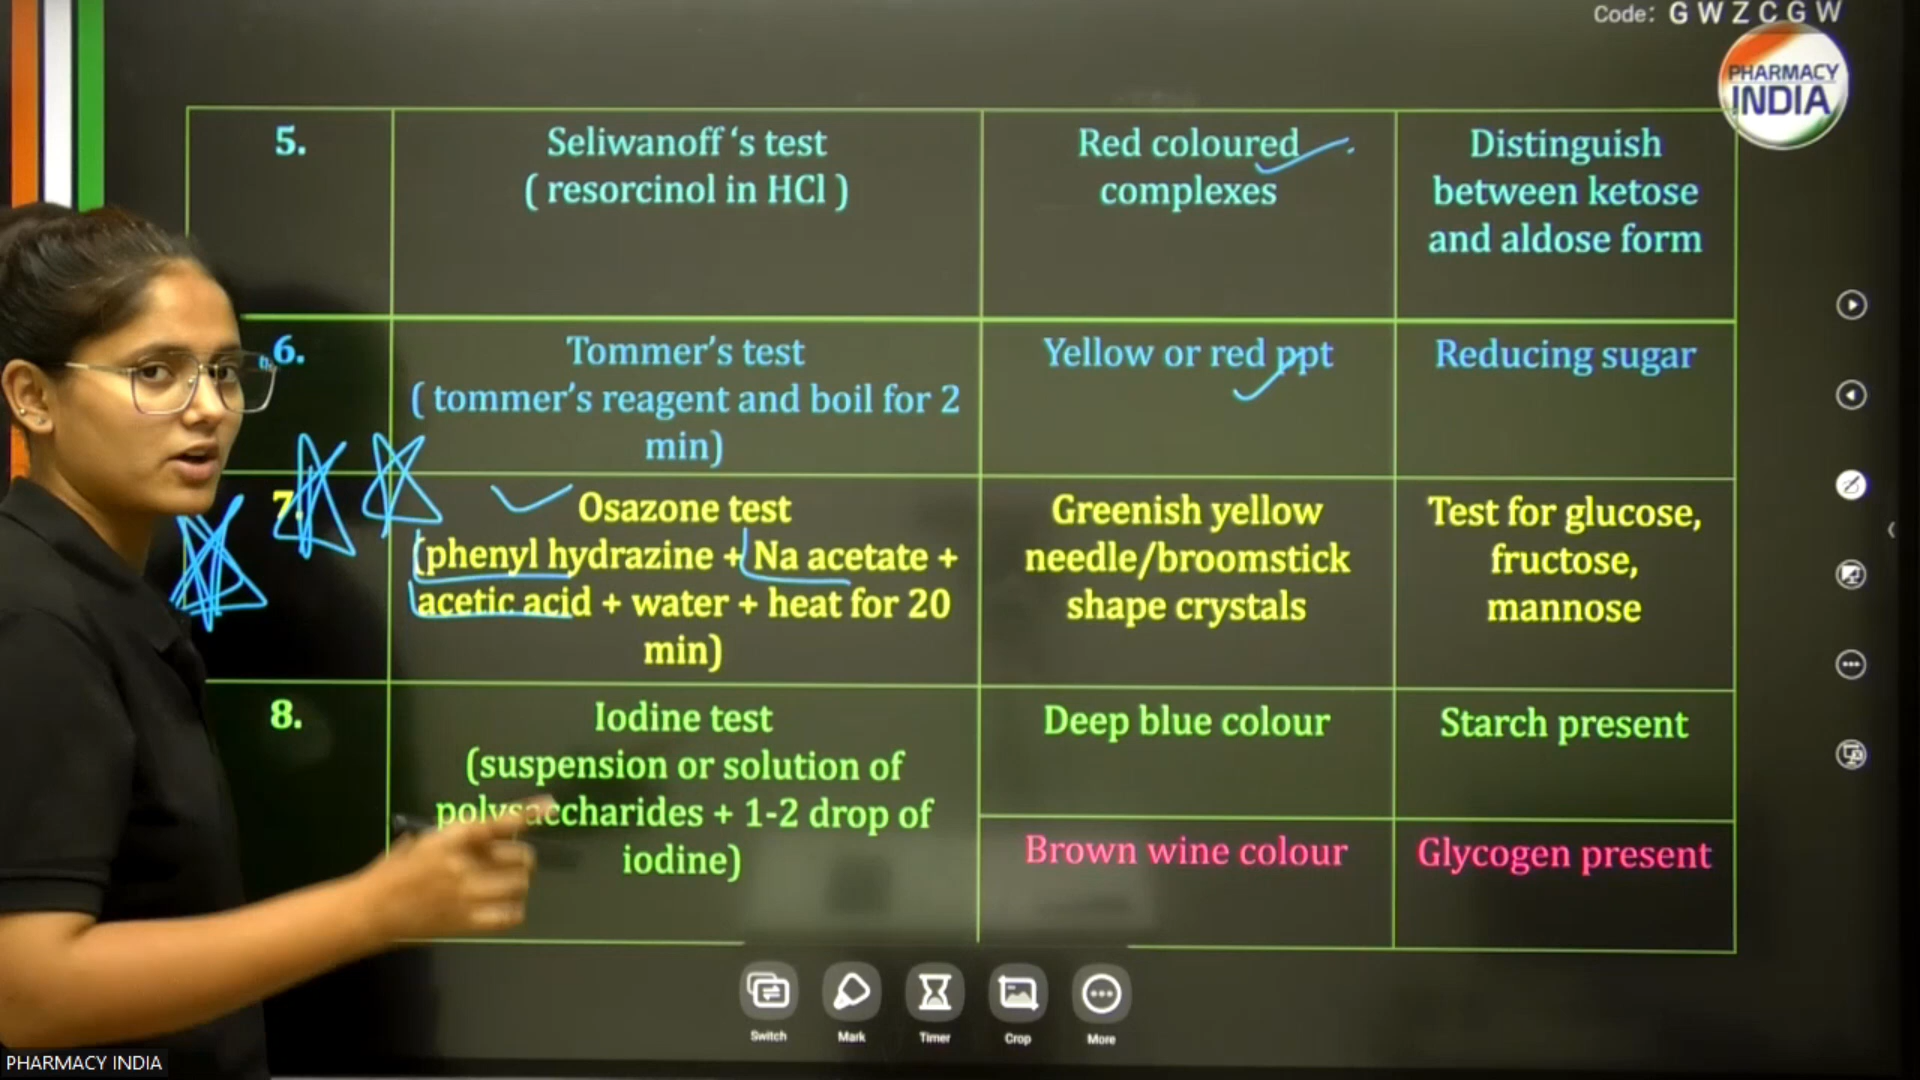 Code: G W Z C G W
PHARMACY
INDIA
5.
Seliwanoff ‘s test
( resorcinol in HCl )
Red coloured
complexes
Distinguish
between ketose
and aldose form
6.
Tommer’s test
( tommer’s reagent and boil for 2
min)
Yellow or red ppt
Reducing sugar
7.
Osazone test
(phenyl hydrazine + Na acetate +
acetic acid + water + heat for 20
min)
Greenish yellow
needle/broomstick
shape crystals
Test for glucose,
fructose,
mannose
8.
Iodine test
(suspension or solution of
polysaccharides + 1-2 drop of
iodine)
Deep blue colour
Starch present
Brown wine colour
Glycogen present
Switch
Mark
Timer
Crop
More
PHARMACY INDIA